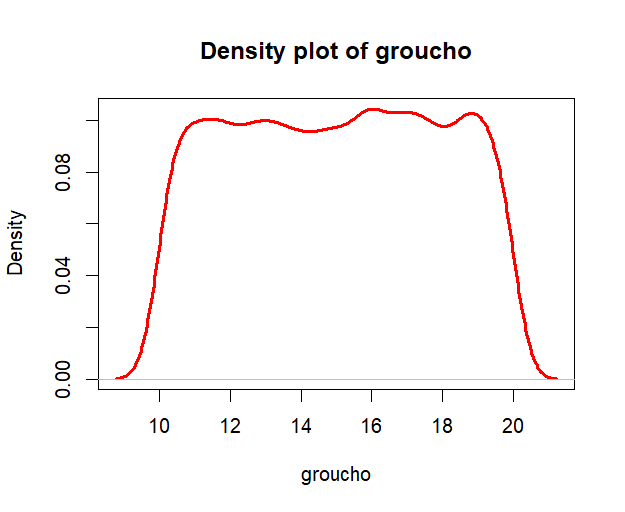 Density plot of groucho
Density
0.08
0.04
0.00
10 12 14 16 18 20
groucho